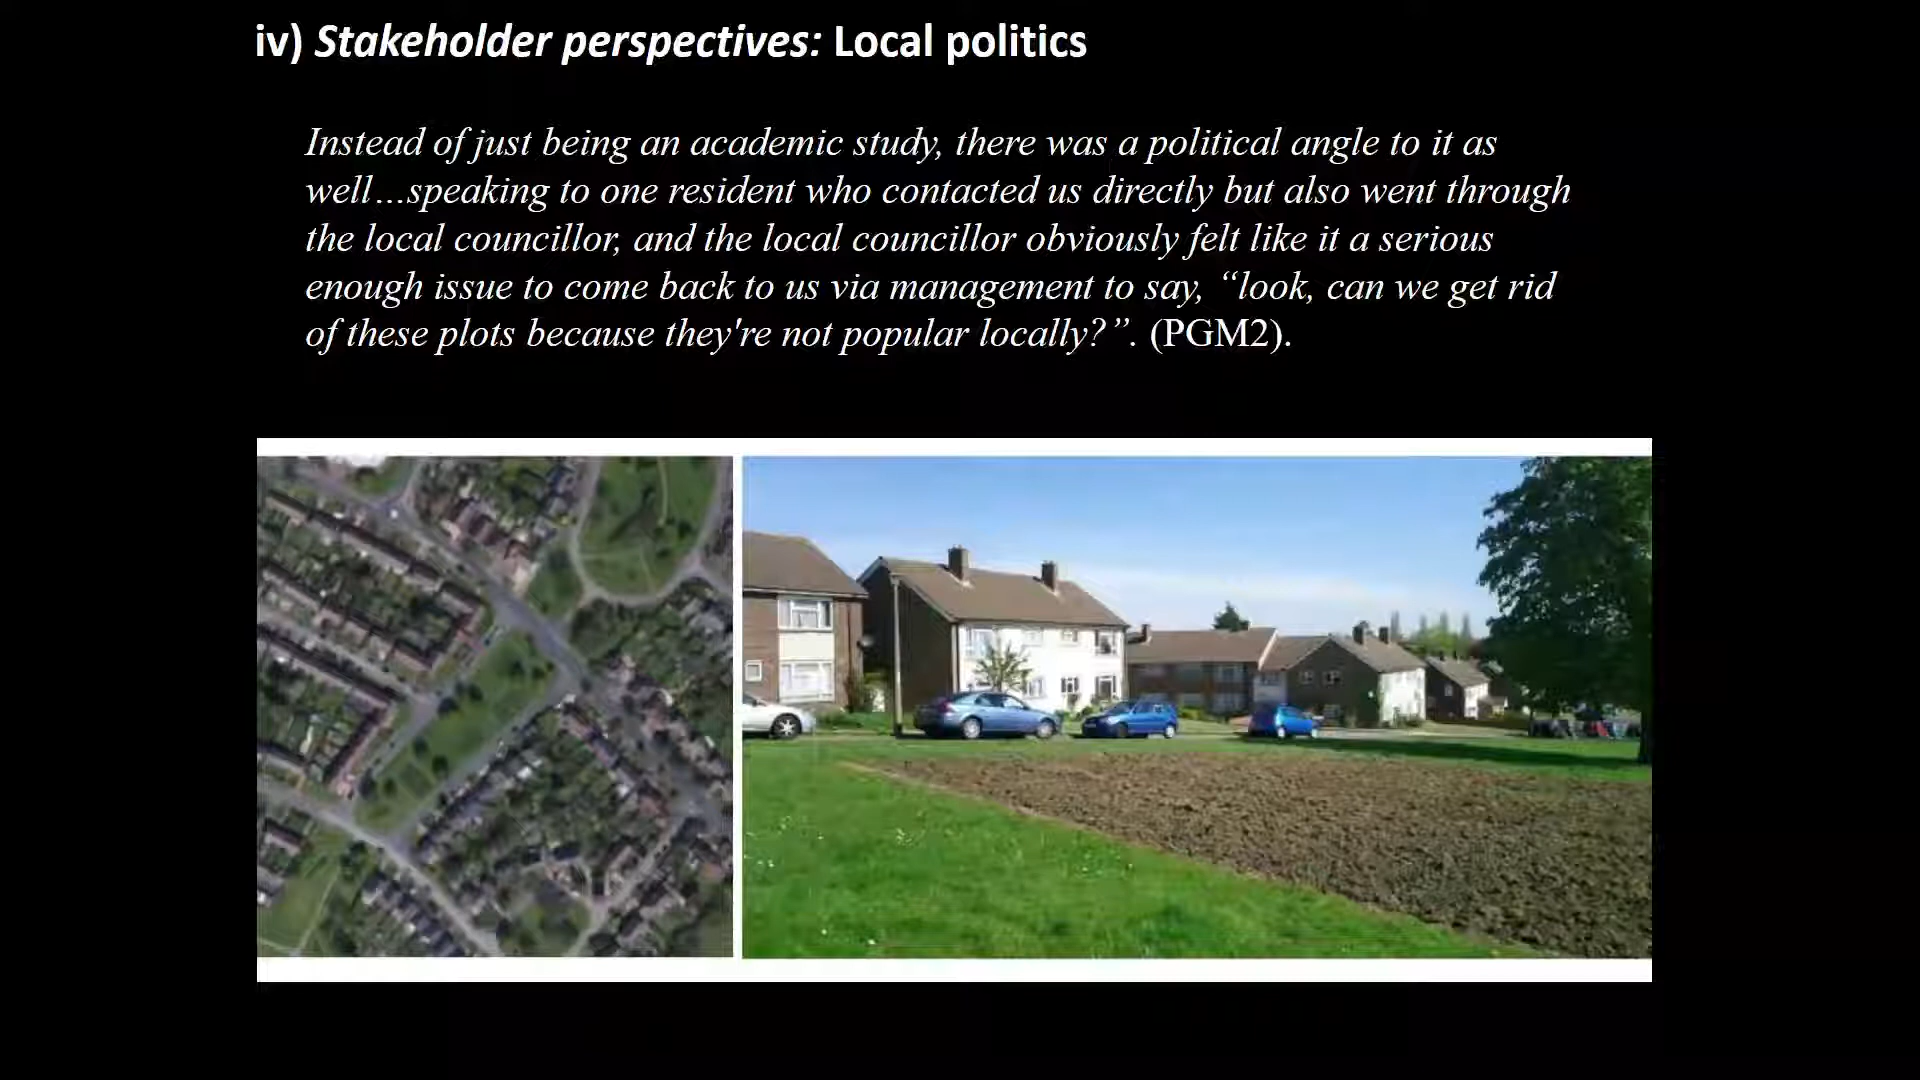 iv) Stakeholder perspectives: Local politics
Instead of just being an academic study, there was a political angle to it as
well…speaking to one resident who contacted us directly but also went through
the local councillor, and the local councillor obviously felt like it a serious
enough issue to come back to us via management to say, “look, can we get rid
of these plots because they're not popular locally?”. (PGM2).